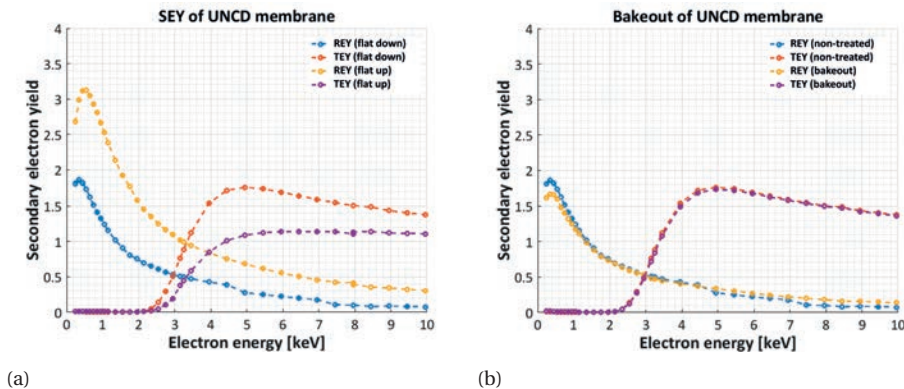 SEY of UNCD membrane
Secondary electron yield
4
3.5
3
2.5
2
1.5
1
0.5
0
REY (flat down)
TEY (flat down)
REY (flat up)
TEY (flat up)
0 1 2 3 4 5 6 7 8 9 10
Electron energy [keV]
(a)
Bakeout of UNCD membrane
Secondary electron yield
4
3.5
3
2.5
2
1.5
1
0.5
0
REY (non-treated)
TEY (non-treated)
REY (bakeout)
TEY (bakeout)
0 1 2 3 4 5 6 7 8 9 10
Electron energy [keV]
(b)